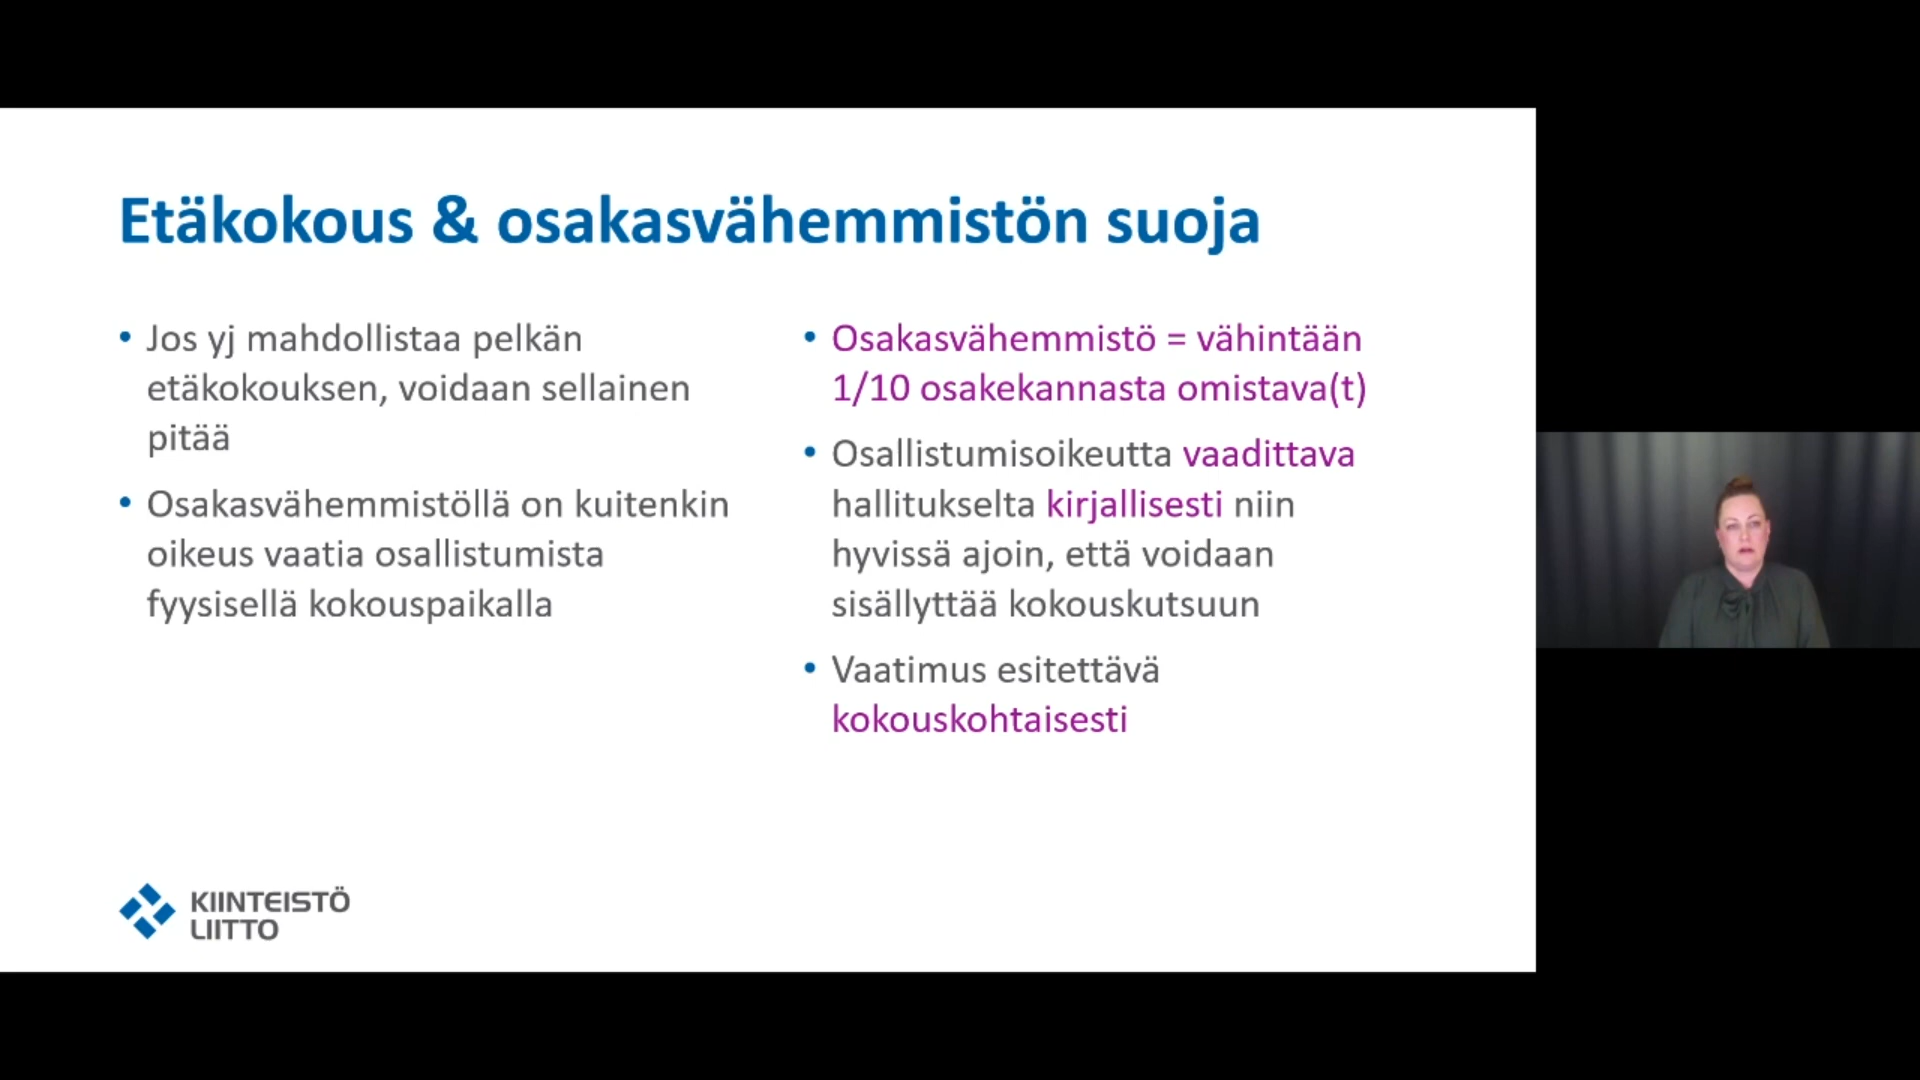 Etäkokous & osakasvähemmistön suoja
• Jos yj mahdollistaa pelkän
etäkokouksen, voidaan sellainen
pitää
• Osakasvähemmistöllä on kuitenkin
oikeus vaatia osallistumista
fyysisellä kokouspaikalla
• Osakasvähemmistö = vähintään
1/10 osakekannasta omistava(t)
• Osallistumisoikeutta vaadittava
hallitukselta kirjallisesti niin
hyvissä ajoin, että voidaan
sisällyttää kokouskutsuun
• Vaatimus esitettävä
kokouskohtaisesti
KIINTEISTÖ
LIITTO